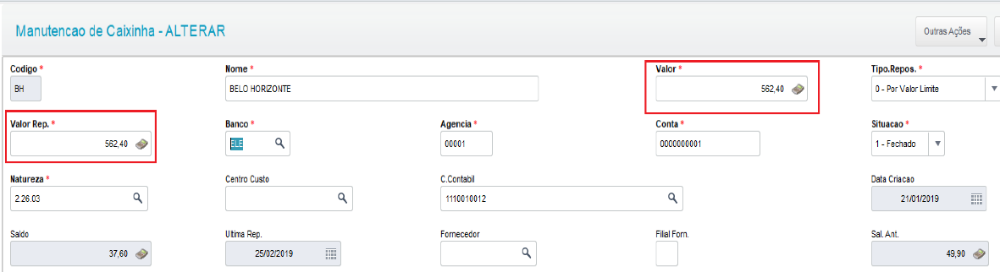 Manutencao de Caixinha - ALTERAR
Outras Ações
Codigo * Nome * Valor * Tipo.Repos. *
BH BELO HORIZONTE 562,40 0 - Por Valor Limite
Valor Rep. * Banco * Agencia * Conta * Situacao *
562,40 ELE 00001 0000000001 1 - Fechado
Natureza * Centro Custo C.Contabil Data Criacao
2.26.03 1110010012 21/01/2019
Saldo Ultima Rep. Fornecedor Filial Forn. Sal. Ant.
37,60 25/02/2019 49,90